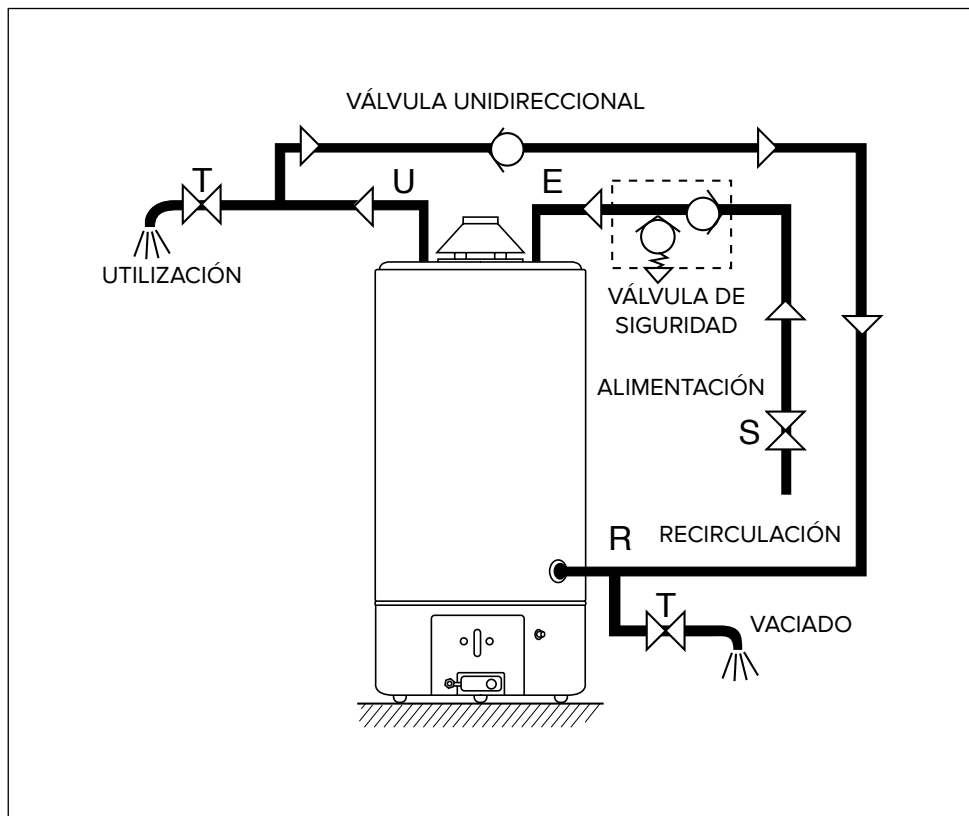 VÁLVULA UNIDIRECCIONAL
T
U
E
UTILIZACIÓN
VÁLVULA DE
SIGURIDAD
ALIMENTACIÓN
S
R
RECIRCULACIÓN
T
VACIADO